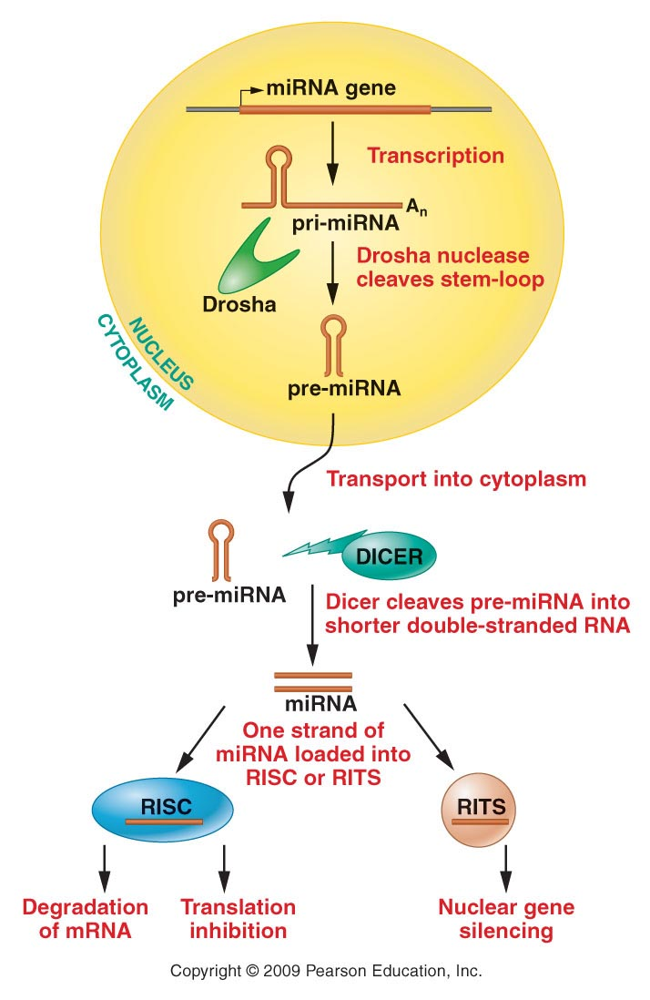 miRNA gene
Transcription
An
pri-miRNA
Drosha nuclease
cleaves stem-loop
Drosha
NUCLEUS
CYTOPLASM
pre-miRNA
Transport into cytoplasm
DICER
pre-miRNA
Dicer cleaves pre-miRNA into
shorter double-stranded RNA
miRNA
One strand of
miRNA loaded into
RISC or RITS
RISC
RITS
Degradation
of mRNA
Translation
inhibition
Nuclear gene
silencing
Copyright © 2009 Pearson Education, Inc.